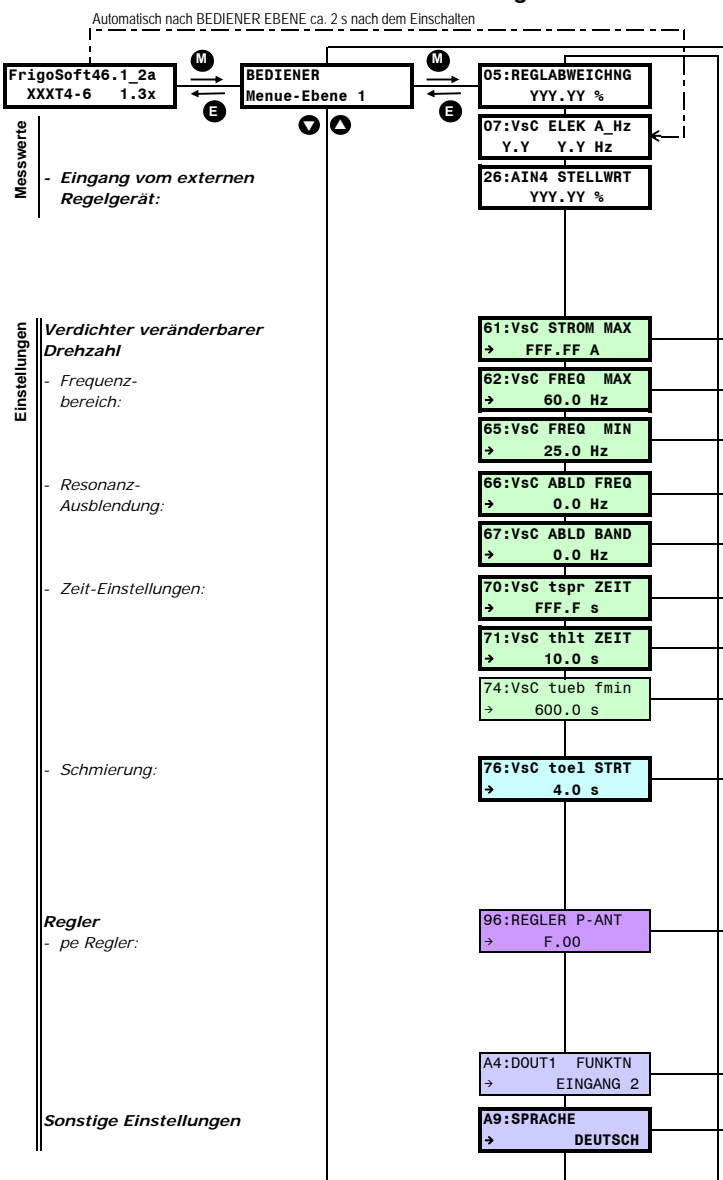 Automatisch nach BEDIENER EBENE ca. 2 s nach dem Einschalten
FrigoSoft46.1_2a
XXXT4-6 1.3x
M
E
BEDIENER
Menue-Ebene 1
M
E
05:REGLABWEICHNG
YYY.YY %
07:VsC ELEK A_Hz
Y.Y Y.Y Hz
Messwerte
- Eingang vom externen
Regelgerät:
26:AIN4 STELLWRT
YYY.YY %
Einstellungen
Verdichter veränderbarer
Drehzahl
61:VsC STROM MAX
→ FFF.FF A
- Frequenz-
bereich:
62:VsC FREQ MAX
→ 60.0 Hz
65:VsC FREQ MIN
→ 25.0 Hz
- Resonanz-
Ausblendung:
66:VsC ABLD FREQ
→ 0.0 Hz
67:VsC ABLD BAND
→ 0.0 Hz
- Zeit-Einstellungen:
70:VsC tspr ZEIT
→ FFF.F s
71:VsC thlt ZEIT
→ 10.0 s
74:VsC tueb fmin
→ 600.0 s
- Schmierung:
76:VsC toel STRT
→ 4.0 s
Regler
- pe Regler:
96:REGLER P-ANT
→ F.00
A4:DOUT1 FUNKTN
→ EINGANG 2
Sonstige Einstellungen
A9:SPRACHE
→ DEUTSCH